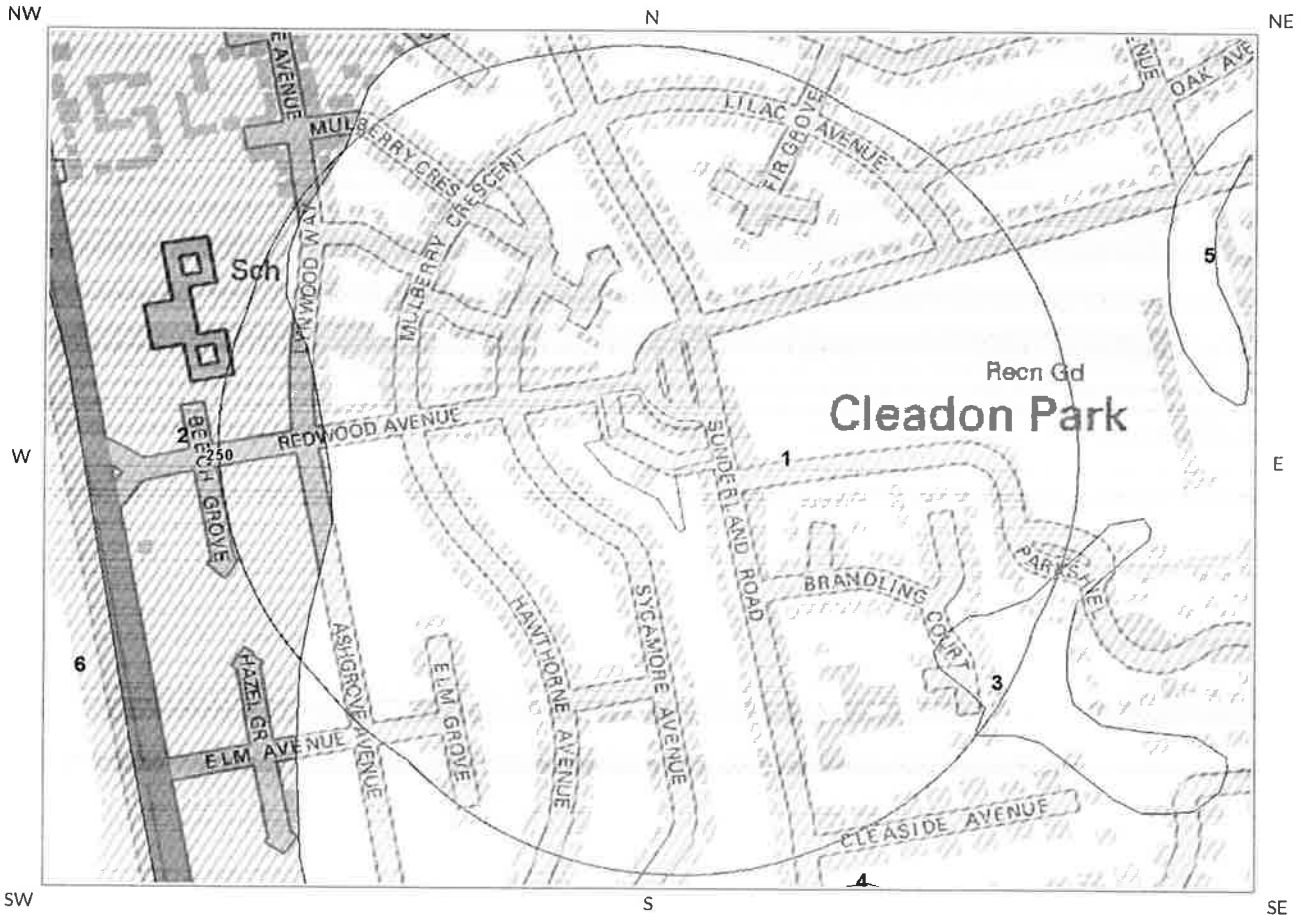 NW
N
NE
E AVENUE
NUE
OAK AVE
LILAC AVENUE
MULBERRY CRES
FIR GROVE
MULBERRY CRESCENT
LYNWOOD WAY
Sch
5
Recn Gd
Cleadon Park
REDWOOD AVENUE
BEECH GROVE
2
250
W
E
1
SUNDERLAND ROAD
BRANDLING COURT
HAWTHORNE AVENUE
SYCAMORE AVENUE
ASHGROVE AVENUE
ELM GROVE
HAZEL GR
6
3
ELM AVENUE
CLEASIDE AVENUE
4
SW
S
SE